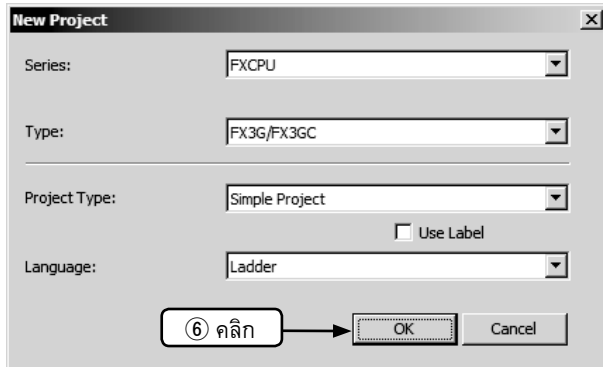 New Project
Series: FXCPU
Type: FX3G/FX3GC
Project Type: Simple Project
Use Label
Language: Ladder
⑥ คลิก OK Cancel